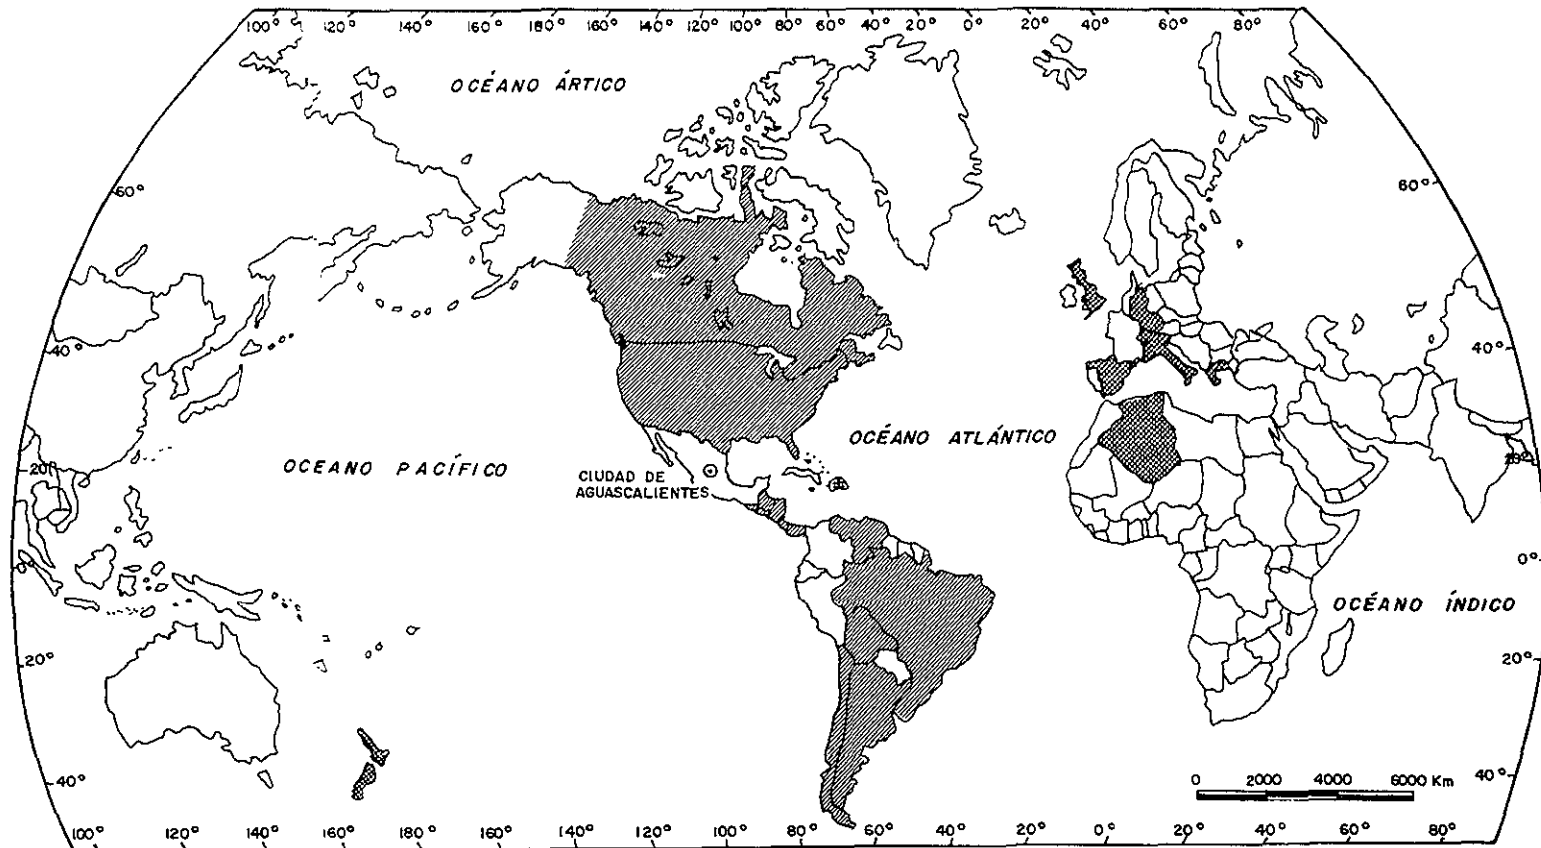 100° 120° 140° 160° 180° 160° 140° 120° 100° 80° 60° 40° 20° 0° 20° 40° 60° 80°
OCÉANO ÁRTICO
60° 60°
40° 40°
OCÉANO ATLÁNTICO
OCEANO PACÍFICO
20° 20°
CIUDAD DE
AGUASCALIENTES
0° 0°
OCÉANO ÍNDICO
20° 20°
40° 40°
0 2000 4000 6000 Km
100° 120° 140° 160° 180° 160° 160° 140° 120° 100° 80° 60° 40° 20° 0° 20° 40° 60° 80°